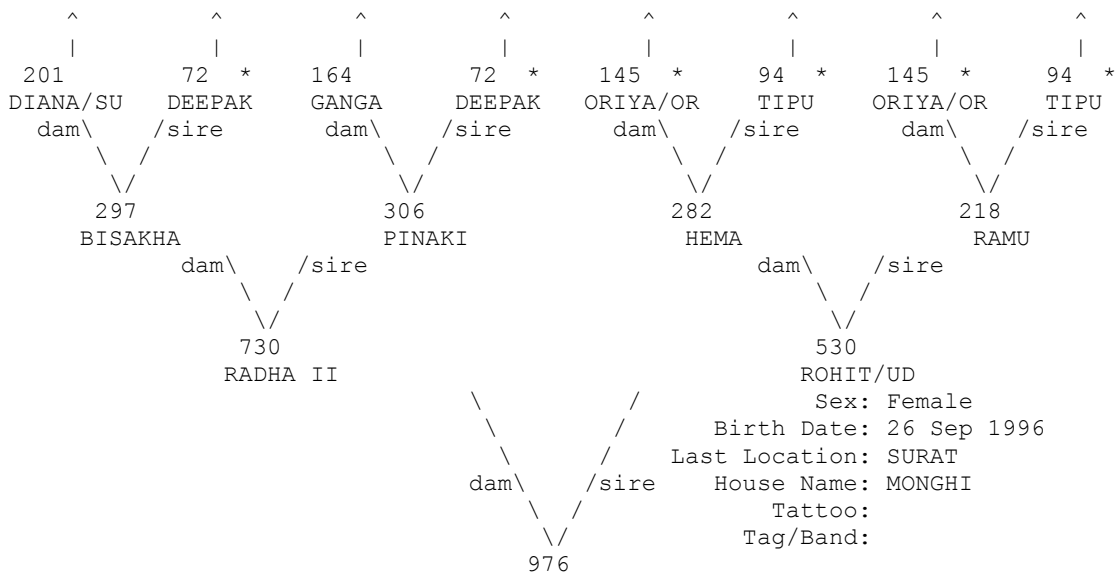 ^ ^ ^ ^ ^ ^ ^ ^
| | | | | | | |
201 72 * 164 72 * 145 * 94 * 145 * 94 *
DIANA/SU DEEPAK GANGA DEEPAK ORIYA/OR TIPU ORIYA/OR TIPU
dam\ /sire dam\ /sire dam\ /sire dam\ /sire
\ / \ / \ / \ /
\/ \/ \/ \/
297 306 282 218
BISAKHA PINAKI HEMA RAMU
dam\ /sire dam\ /sire
\ / \ /
\/ \/
730 530
RADHA II ROHIT/UD
\ / Sex: Female
\ / Birth Date: 26 Sep 1996
\ / Last Location: SURAT
dam\ /sire House Name: MONGHI
\ / Tattoo:
\/ Tag/Band:
976